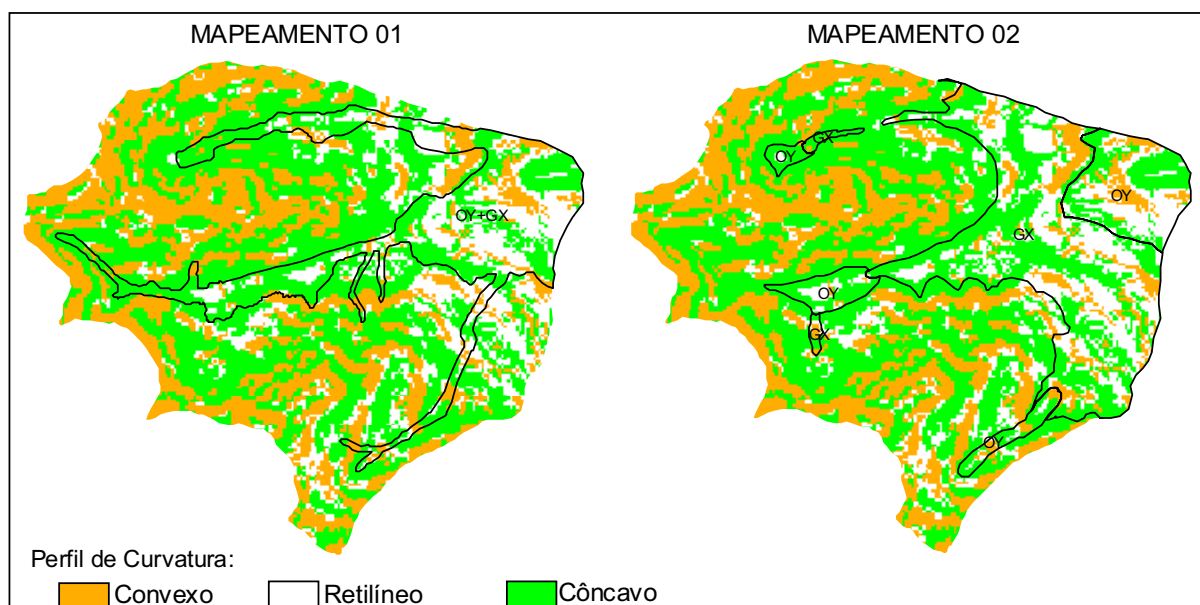 MAPEAMENTO 01
MAPEAMENTO 02
GX
OY
OY
OY+GX
GX
OY
GX
OY
Perfil de Curvatura:
Convexo
Retilíneo
Côncavo